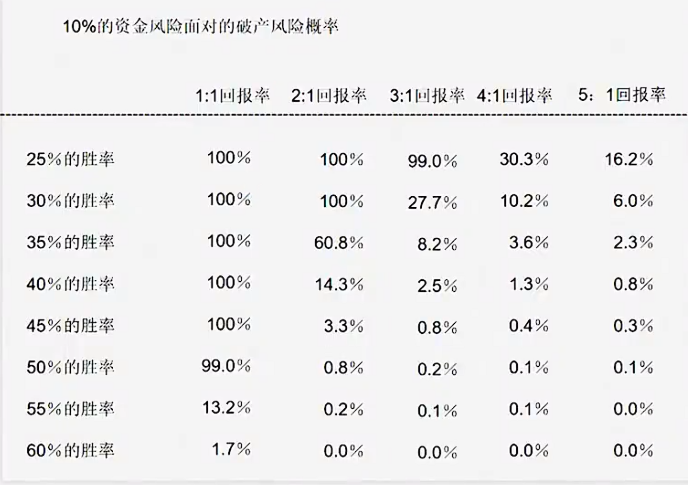 10%的资金风险面对的破产风险概率
1:1回报率 2:1回报率 3:1回报率 4:1回报率 5：1回报率
25%的胜率 100% 100% 99.0% 30.3% 16.2%
30%的胜率 100% 100% 27.7% 10.2% 6.0%
35%的胜率 100% 60.8% 8.2% 3.6% 2.3%
40%的胜率 100% 14.3% 2.5% 1.3% 0.8%
45%的胜率 100% 3.3% 0.8% 0.4% 0.3%
50%的胜率 99.0% 0.8% 0.2% 0.1% 0.1%
55%的胜率 13.2% 0.2% 0.1% 0.1% 0.0%
60%的胜率 1.7% 0.0% 0.0% 0.0% 0.0%